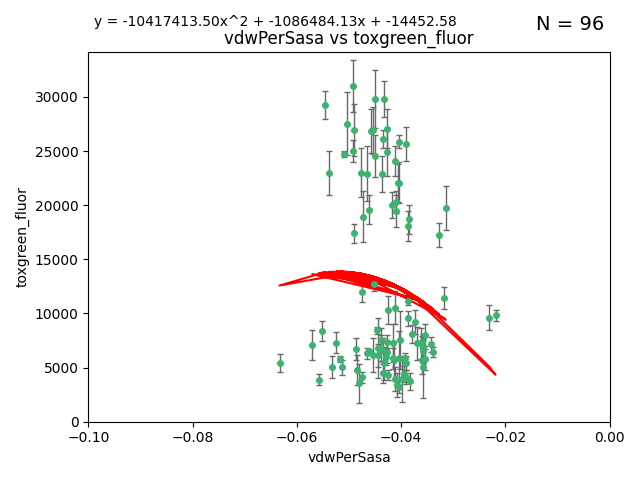 y = -10417413.50x^2 + -1086484.13x + -14452.58
N = 96
vdwPerSasa vs toxgreen_fluor
toxgreen_fluor
30000
25000
20000
15000
10000
5000
0
−0.10
−0.08
−0.06
−0.04
−0.02
0.00
vdwPerSasa